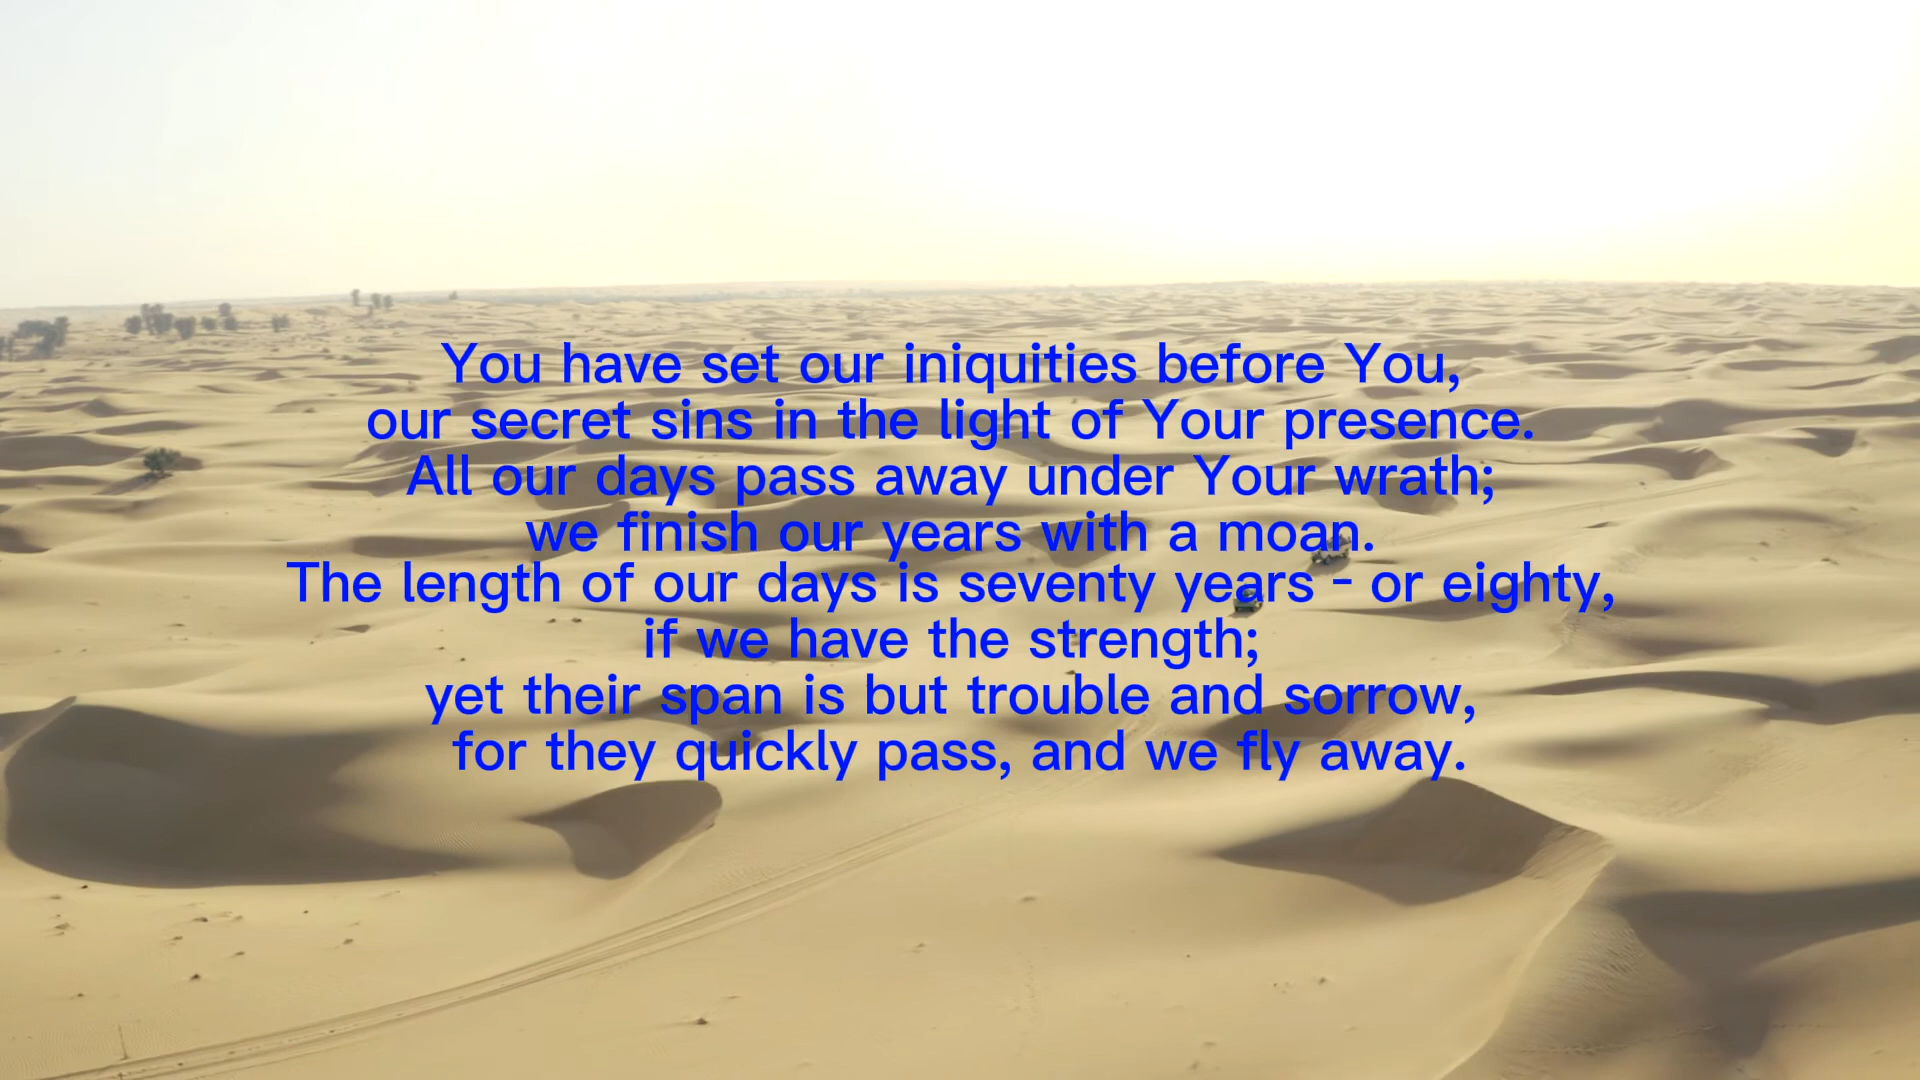 You have set our iniquities before You,
our secret sins in the light of Your presence.
All our days pass away under Your wrath;
we finish our years with a moan.
The length of our days is seventy years - or eighty,
if we have the strength;
yet their span is but trouble and sorrow,
for they quickly pass, and we fly away.